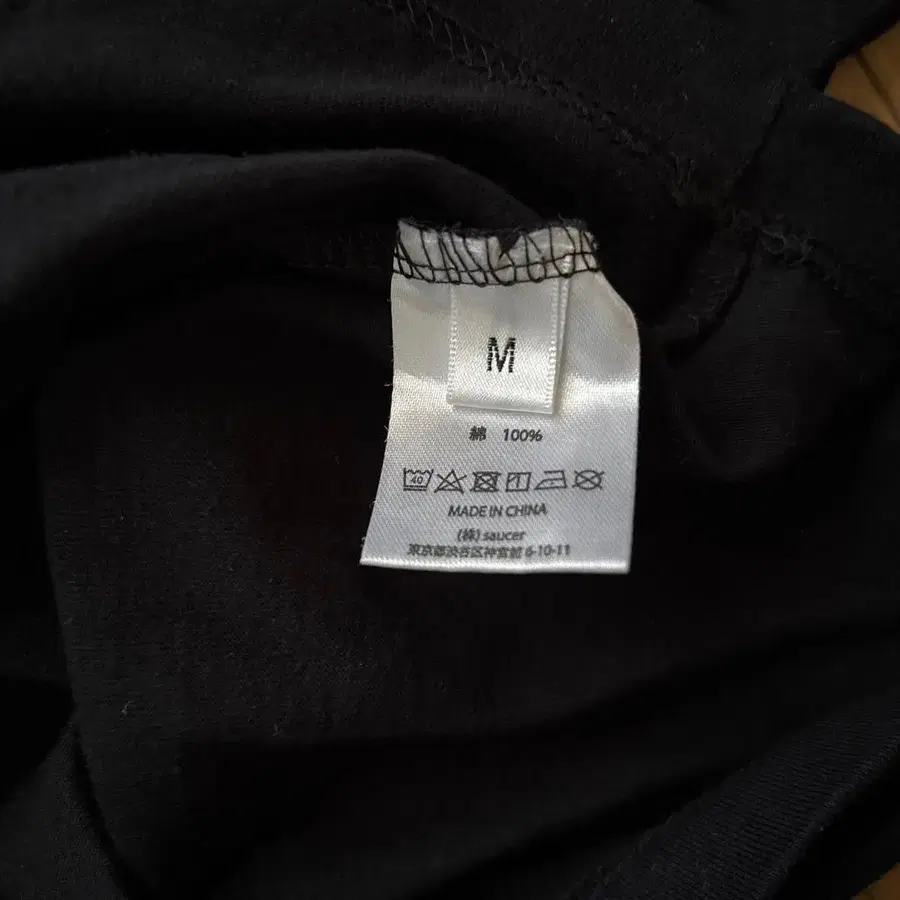 M
綿 100%
40
MADE IN CHINA
(株) saucer
東京都渋谷区神宮前 6-10-11